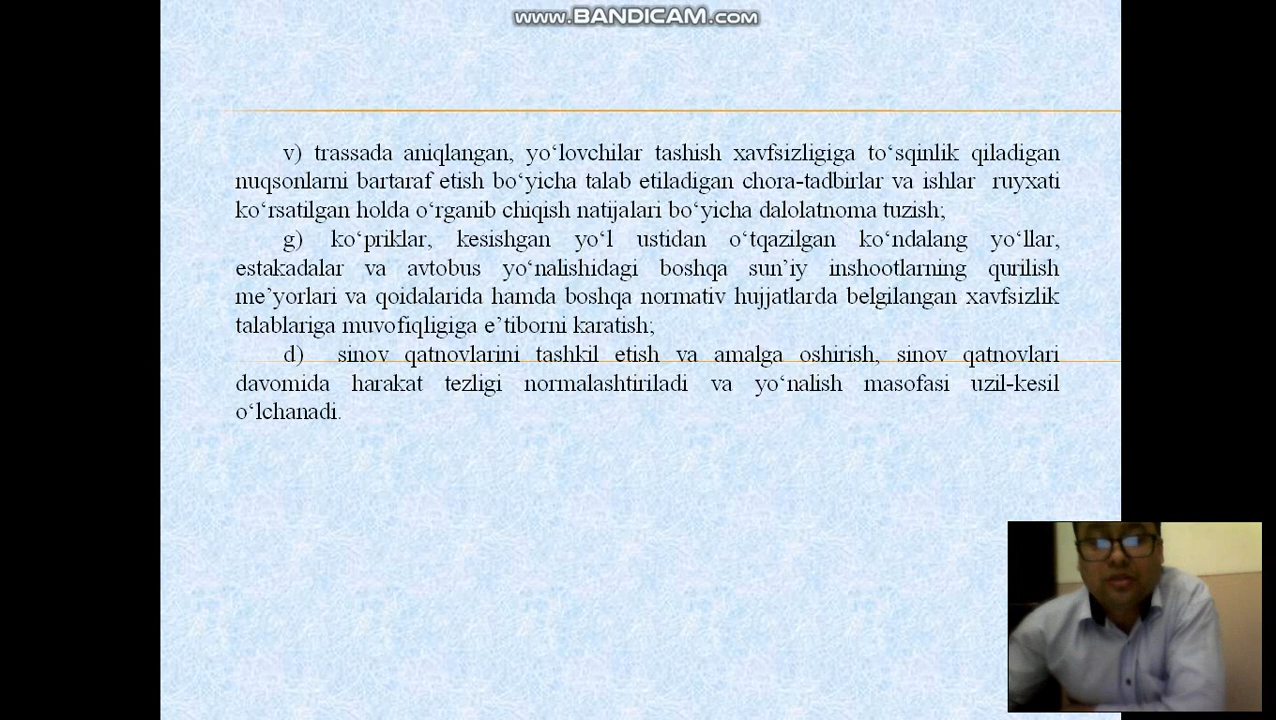 www.BANDICAM.com
v) trassada aniqlangan, yo‘lovchilar tashish xavfsizligiga to‘sqinlik qiladigan
nuqsonlarni bartaraf etish bo‘yicha talab etiladigan chora-tadbirlar va ishlar ruyxati
ko‘rsatilgan holda o‘rganib chiqish natijalari bo‘yicha dalolatnoma tuzish;
g) ko‘priklar, kesishgan yo‘l ustidan o‘tqazilgan ko‘ndalang yo‘llar,
estakadalar va avtobus yo‘nalishidagi boshqa sun’iy inshootlarning qurilish
me’yorlari va qoidalarida hamda boshqa normativ hujjatlarda belgilangan xavfsizlik
talablariga muvofiqligiga e’tiborni karatish;
d) sinov qatnovlarini tashkil etish va amalga oshirish, sinov qatnovlari
davomida harakat tezligi normalashtiriladi va yo‘nalish masofasi uzil-kesil
o‘lchanadi.